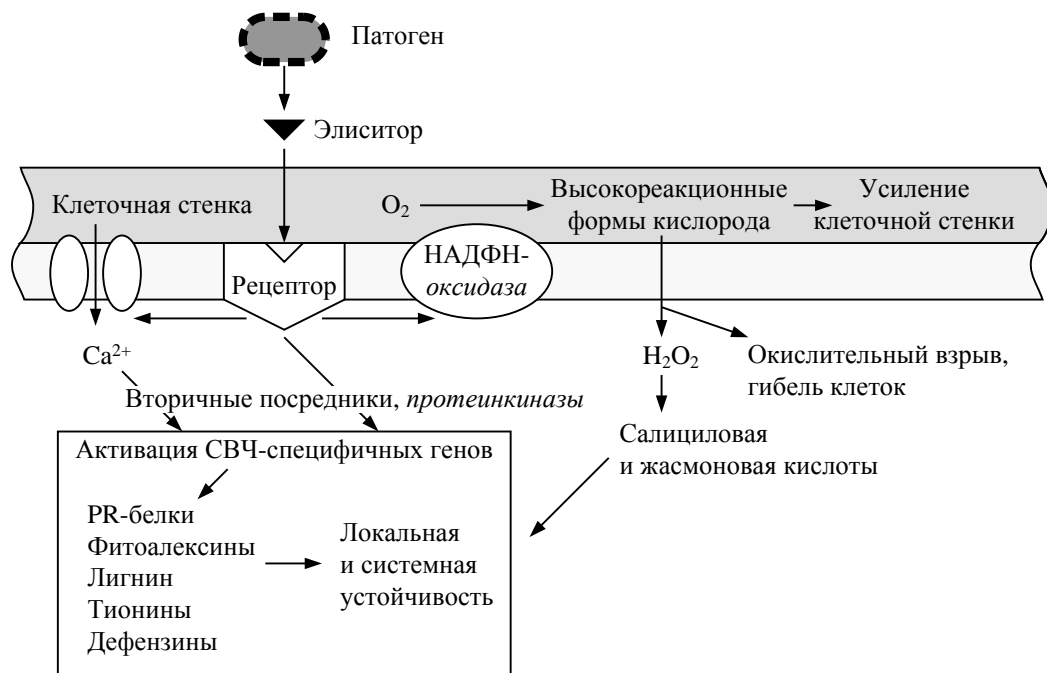 Патоген
Элиситор
Клеточная стенка
O₂
Высокореакционные
формы кислорода
Усиление
клеточной стенки
Рецептор
НАДФН-
оксидаза
Ca²⁺
H₂O₂
Окислительный взрыв,
гибель клеток
Вторичные посредники, протеинкиназы
Салициловая
и жасмоновая кислоты
Активация СВЧ-специфичных генов
PR-белки
Фитоалексины
Лигнин
Тионины
Дефензины
Локальная
и системная
устойчивость